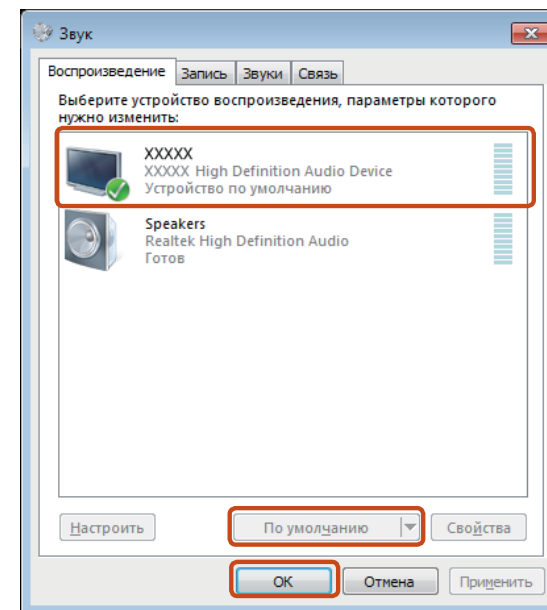 Звук
Воспроизведение Запись Звуки Связь
Выберите устройство воспроизведения, параметры которого
нужно изменить:
XXXXX
XXXXX High Definition Audio Device
Устройство по умолчанию
Speakers
Realtek High Definition Audio
Готов
Настроить По умолчанию Свойства
ОК Отмена Применить